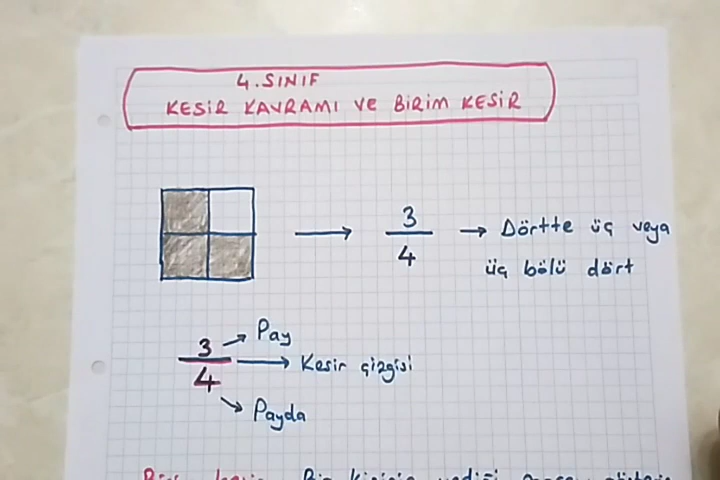 4. SINIF
KESİR KAVRAMI VE BİRİM KESİR
3
4
Dörtte üç veya
üç bölü dört
3
4
Pay
Kesir çizgisi
Payda